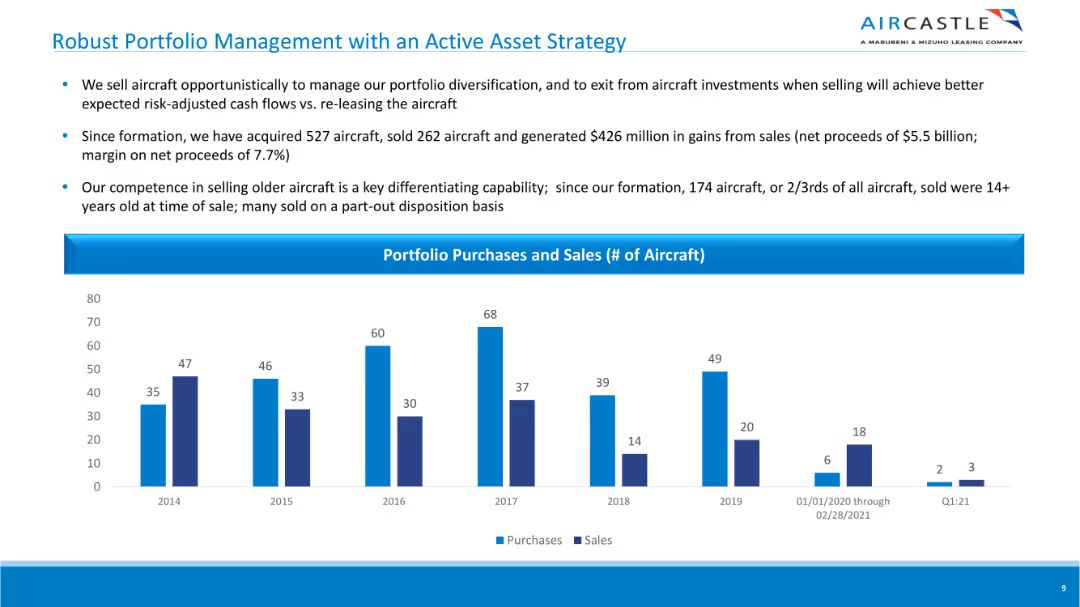 AIRCASTLE
A MARUBENI & MIZUHO LEASING COMPANY
Robust Portfolio Management with an Active Asset Strategy
• We sell aircraft opportunistically to manage our portfolio diversification, and to exit from aircraft investments when selling will achieve better
expected risk-adjusted cash flows vs. re-leasing the aircraft
• Since formation, we have acquired 527 aircraft, sold 262 aircraft and generated $426 million in gains from sales (net proceeds of $5.5 billion;
margin on net proceeds of 7.7%)
• Our competence in selling older aircraft is a key differentiating capability; since our formation, 174 aircraft, or 2/3rds of all aircraft, sold were 14+
years old at time of sale; many sold on a part-out disposition basis
Portfolio Purchases and Sales (# of Aircraft)
80
70
60
50
40
30
20
10
0
35
47
46
33
60
30
68
37
39
14
49
20
6
18
2
3
2014
2015
2016
2017
2018
2019
01/01/2020 through
02/28/2021
Q1:21
Purchases
Sales
9